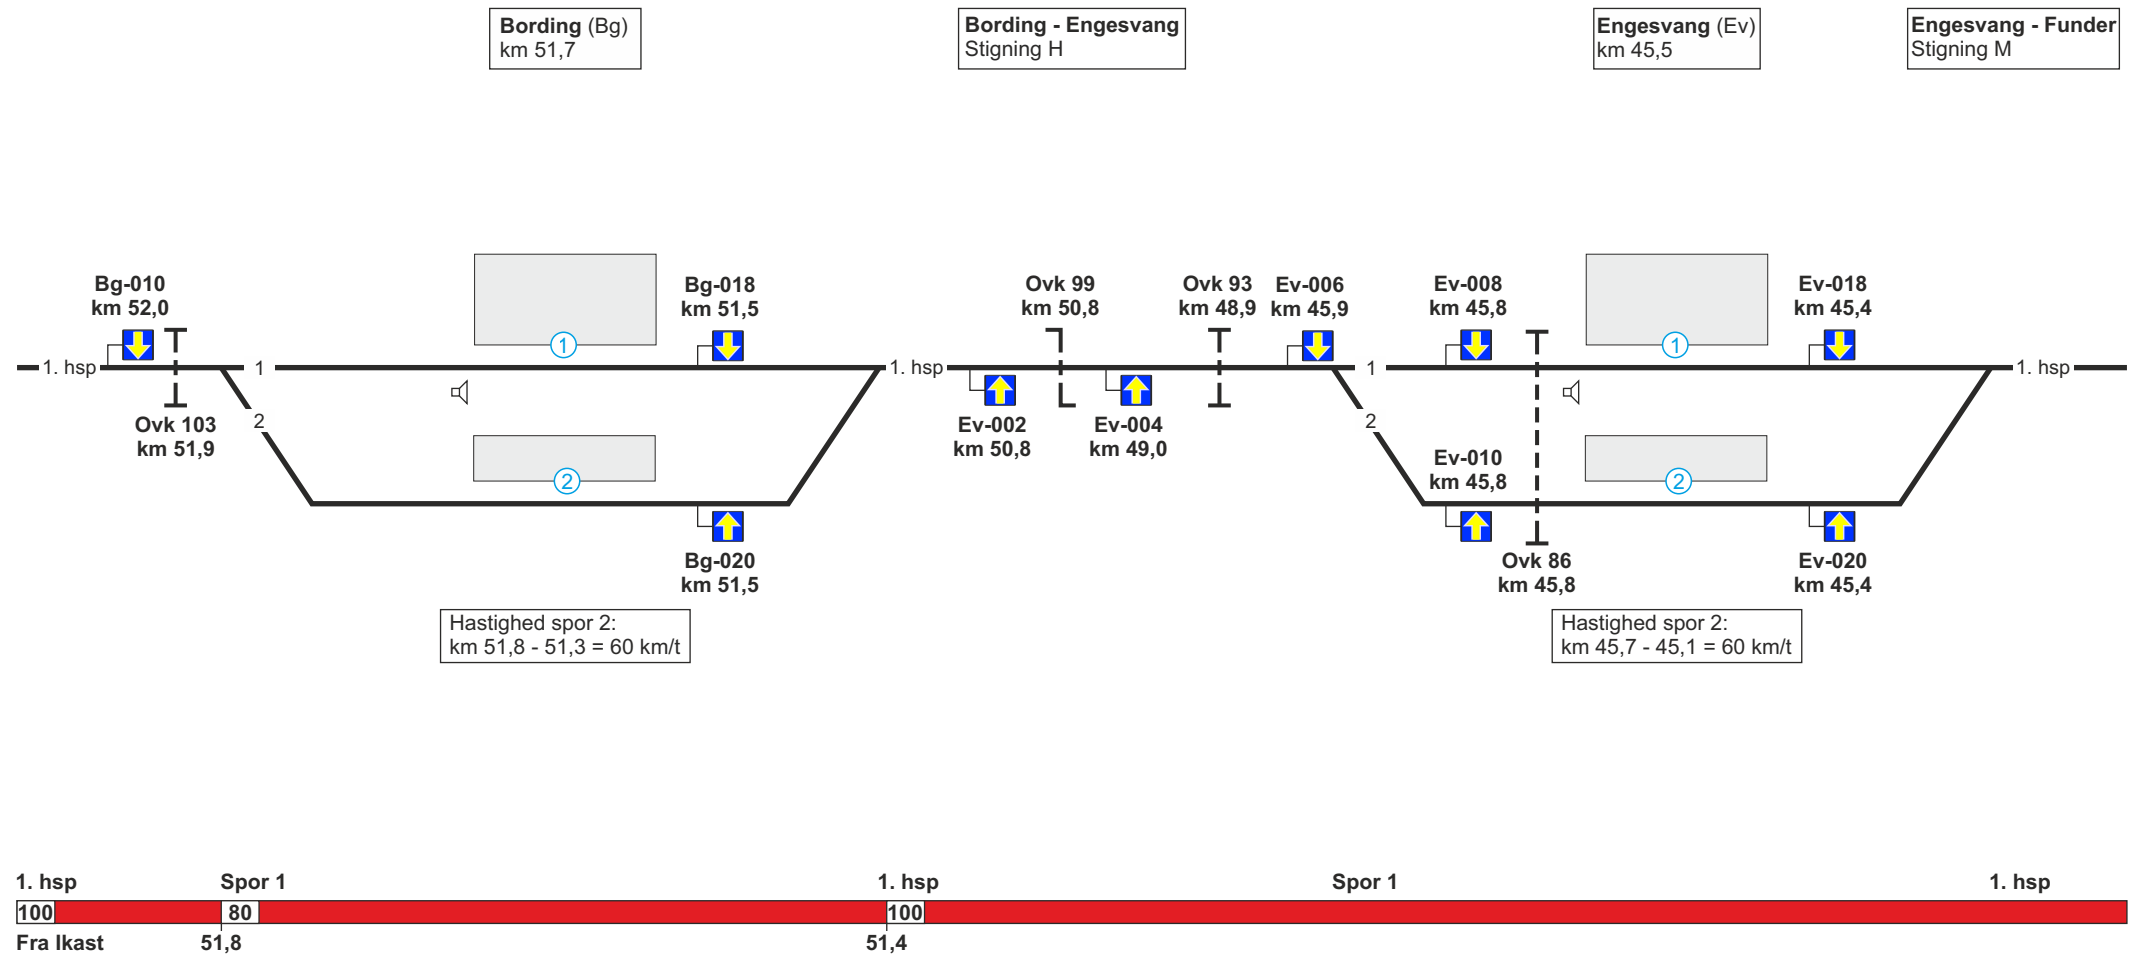 Bording (Bg)
km 51,7
Bording - Engesvang
Stigning H
Engesvang (Ev)
km 45,5
Engesvang - Funder
Stigning M
Bg-010
km 52,0
Bg-018
km 51,5
Ovk 99
km 50,8
Ovk 93
km 48,9
Ev-006
km 45,9
Ev-008
km 45,8
Ev-018
km 45,4
1
1
1. hsp
1
1. hsp
1
1. hsp
Ovk 103
km 51,9
2
Ev-002
km 50,8
Ev-004
km 49,0
2
Ev-010
km 45,8
2
2
Bg-020
km 51,5
Ovk 86
km 45,8
Ev-020
km 45,4
Hastighed spor 2:
km 51,8 - 51,3 = 60 km/t
Hastighed spor 2:
km 45,7 - 45,1 = 60 km/t
1. hsp
Spor 1
1. hsp
Spor 1
1. hsp
100
80
100
Fra Ikast
51,8
51,4